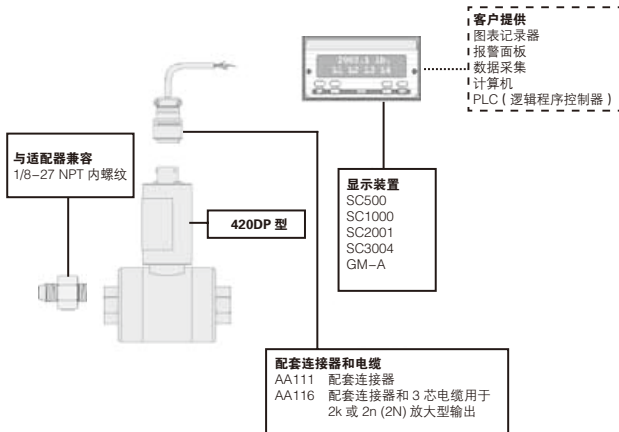 客户提供
图表记录器
报警面板
数据采集
计算机
PLC ( 逻辑程序控制器 )
与适配器兼容
1/8–27 NPT 内螺纹
420DP 型
显示装置
SC500
SC1000
SC2001
SC3004
GM–A
配套连接器和电缆
AA111 配套连接器
AA116 配套连接器和 3 芯电缆用于
2k 或 2n (2N) 放大型输出